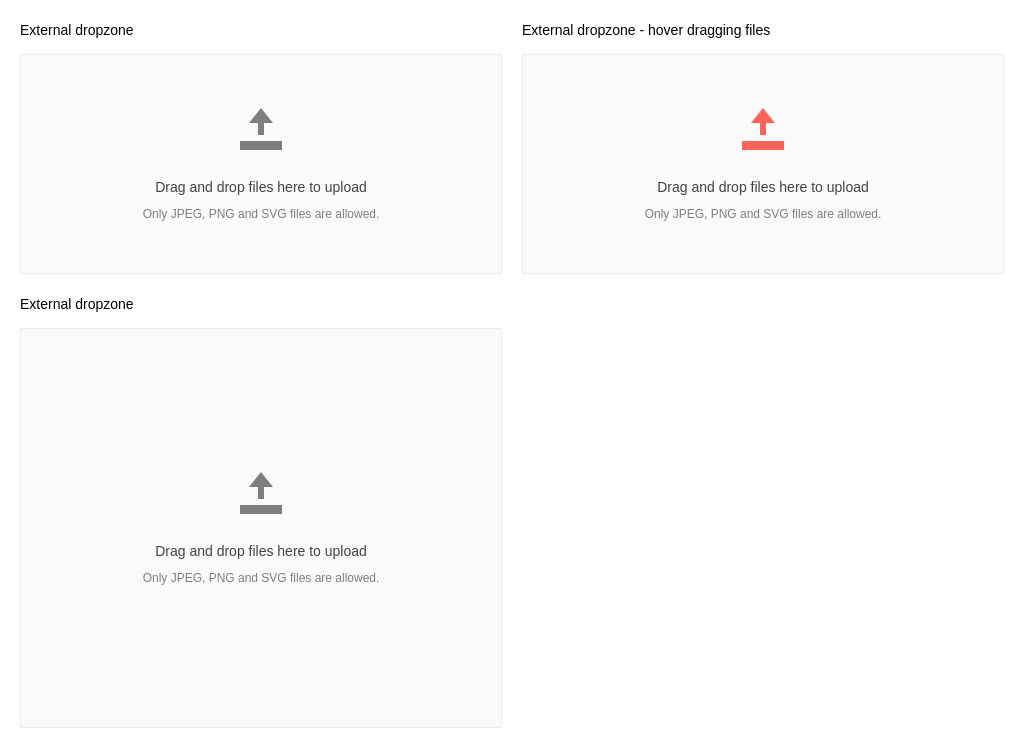 External dropzone
Drag and drop files here to upload
Only JPEG, PNG and SVG files are allowed.
External dropzone - hover dragging files
Drag and drop files here to upload
Only JPEG, PNG and SVG files are allowed.
External dropzone
Drag and drop files here to upload
Only JPEG, PNG and SVG files are allowed.